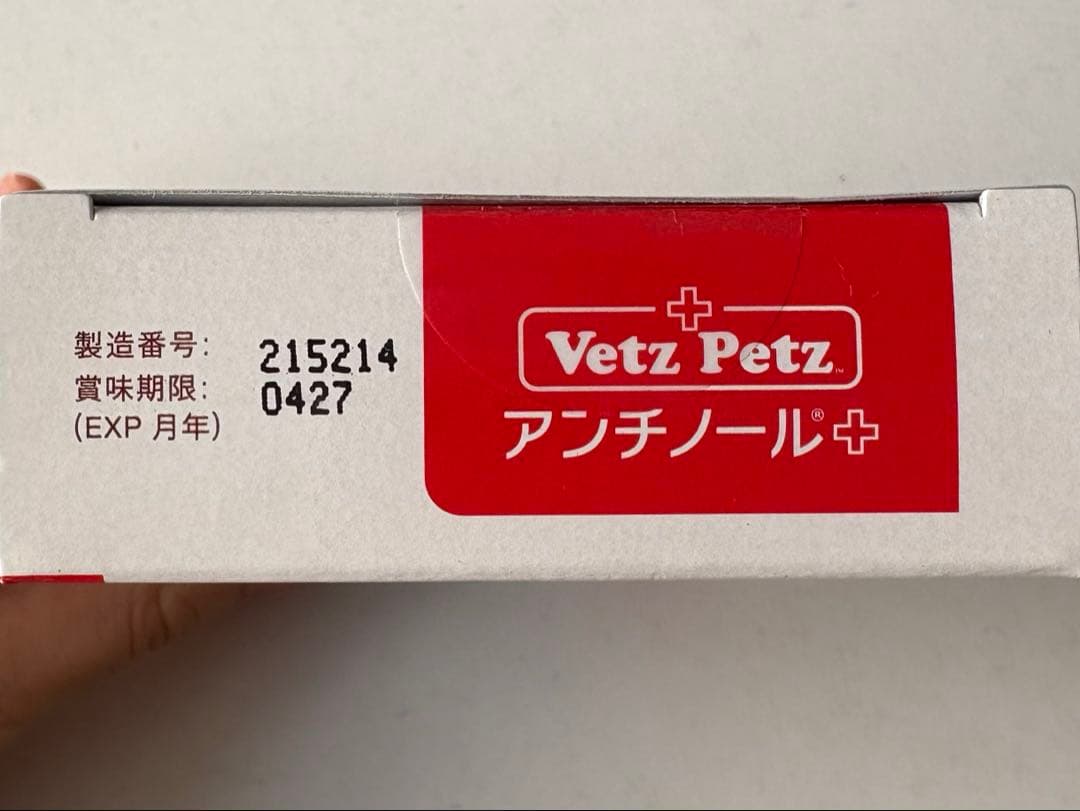 製造番号: 215214
賞味期限: 0427
(EXP 月年)
Vetz Petz™
アンチノール®